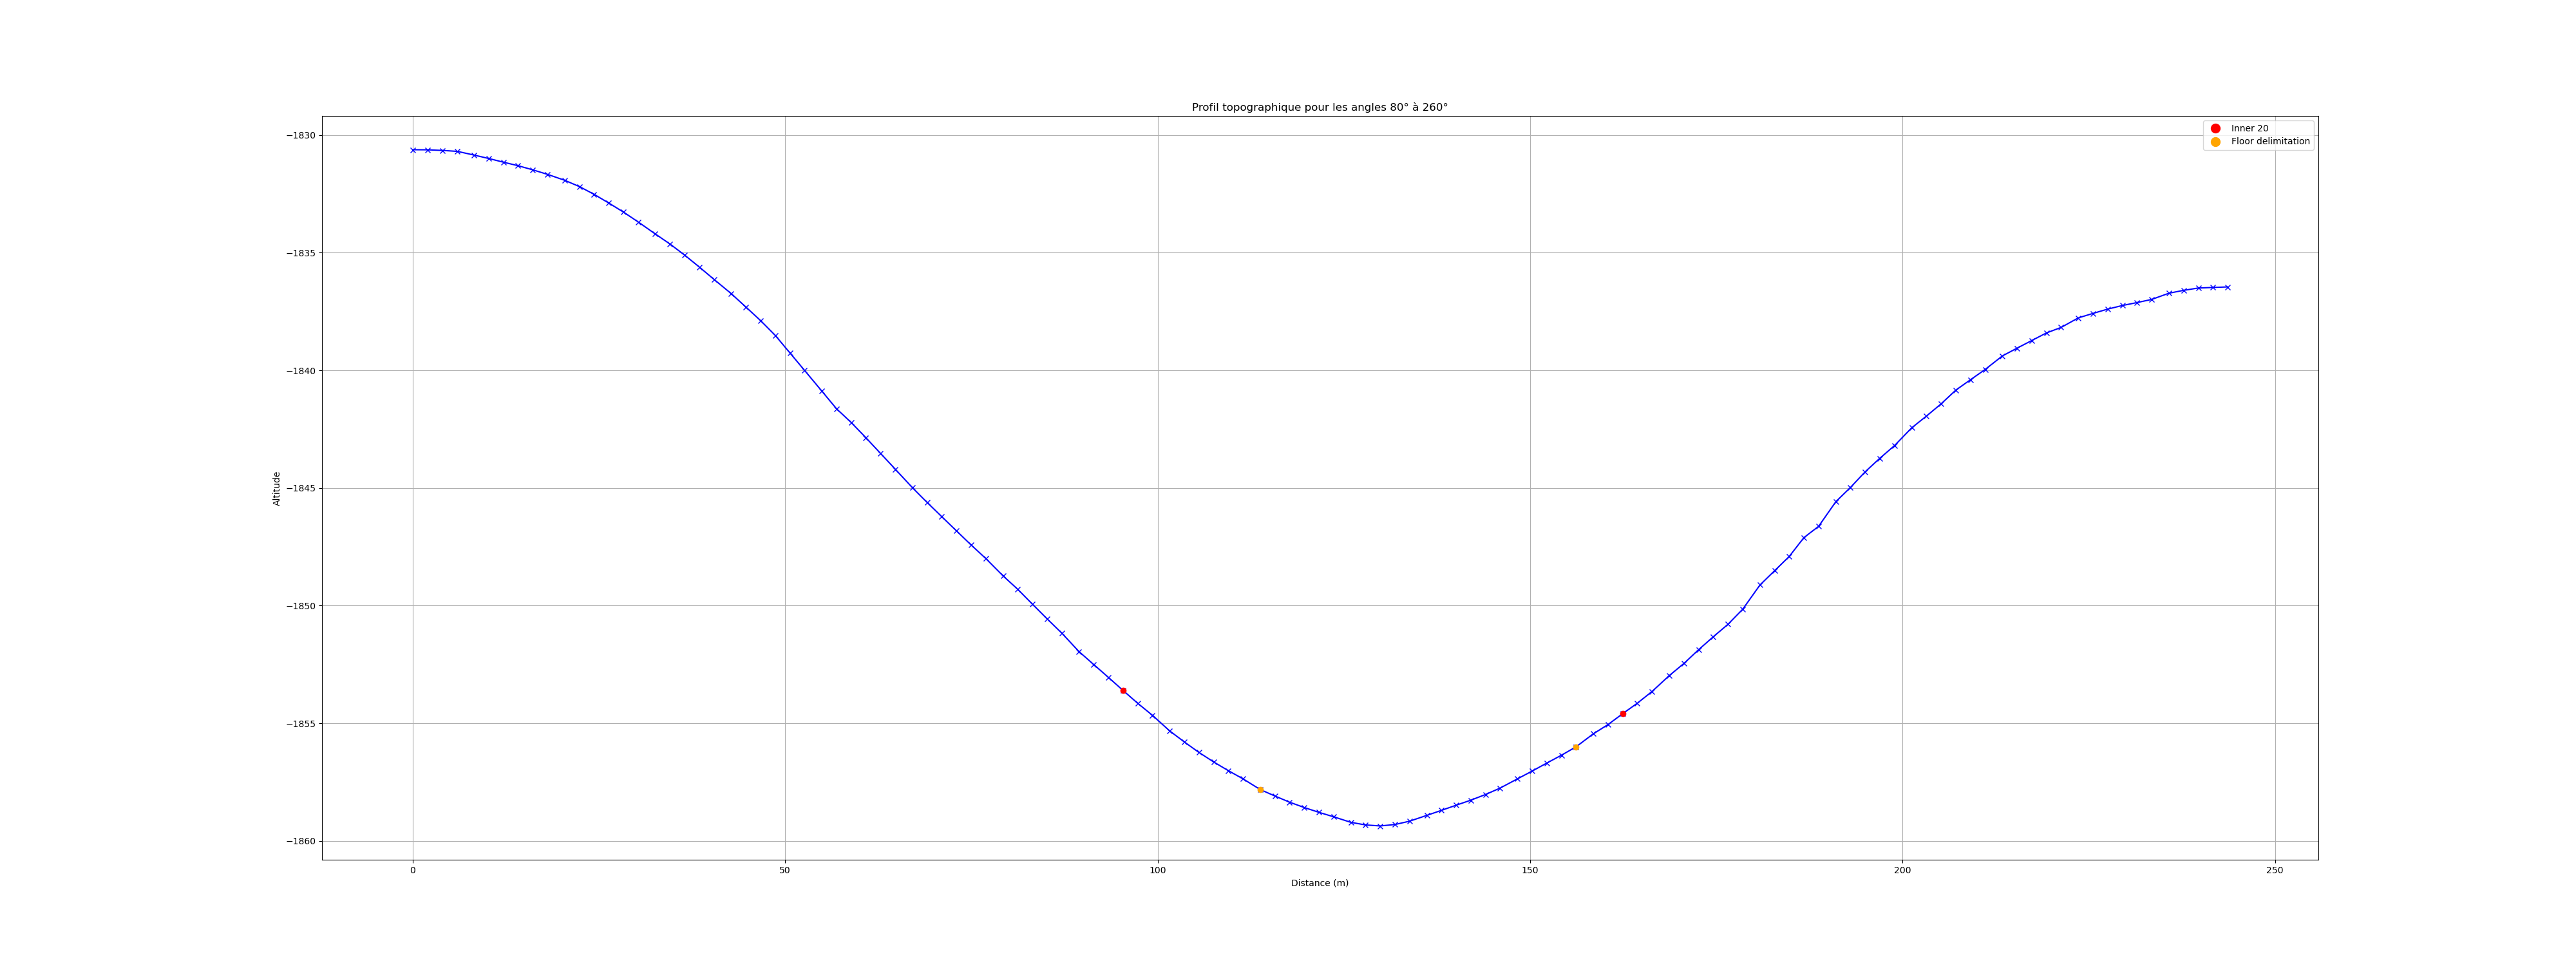 Profil topographique pour les angles 80° à 260°
Inner 20
Floor delimitation
Altitude
−1830
−1835
−1840
−1845
−1850
−1855
−1860
0
50
100
150
200
250
Distance (m)